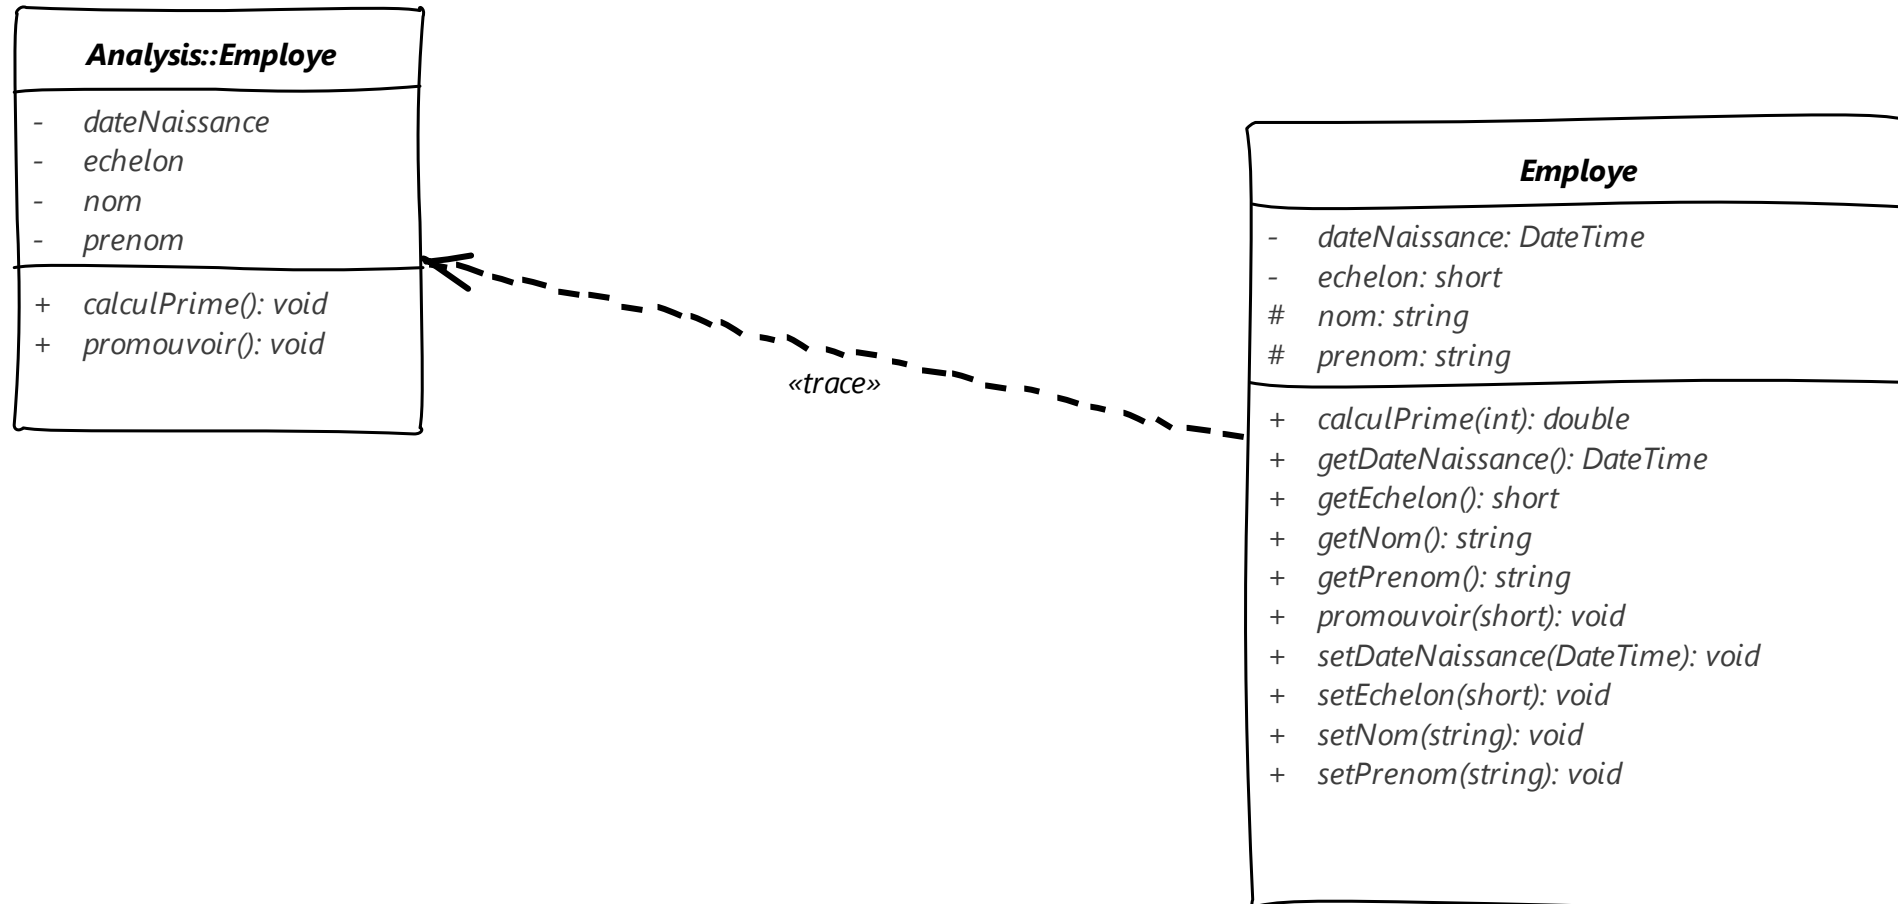 Analysis::Employe
- dateNaissance
- echelon
- nom
- prenom
+ calculPrime(): void
+ promouvoir(): void
«trace»
Employe
- dateNaissance: DateTime
- echelon: short
# nom: string
# prenom: string
+ calculPrime(int): double
+ getDateNaissance(): DateTime
+ getEchelon(): short
+ getNom(): string
+ getPrenom(): string
+ promouvoir(short): void
+ setDateNaissance(DateTime): void
+ setEchelon(short): void
+ setNom(string): void
+ setPrenom(string): void